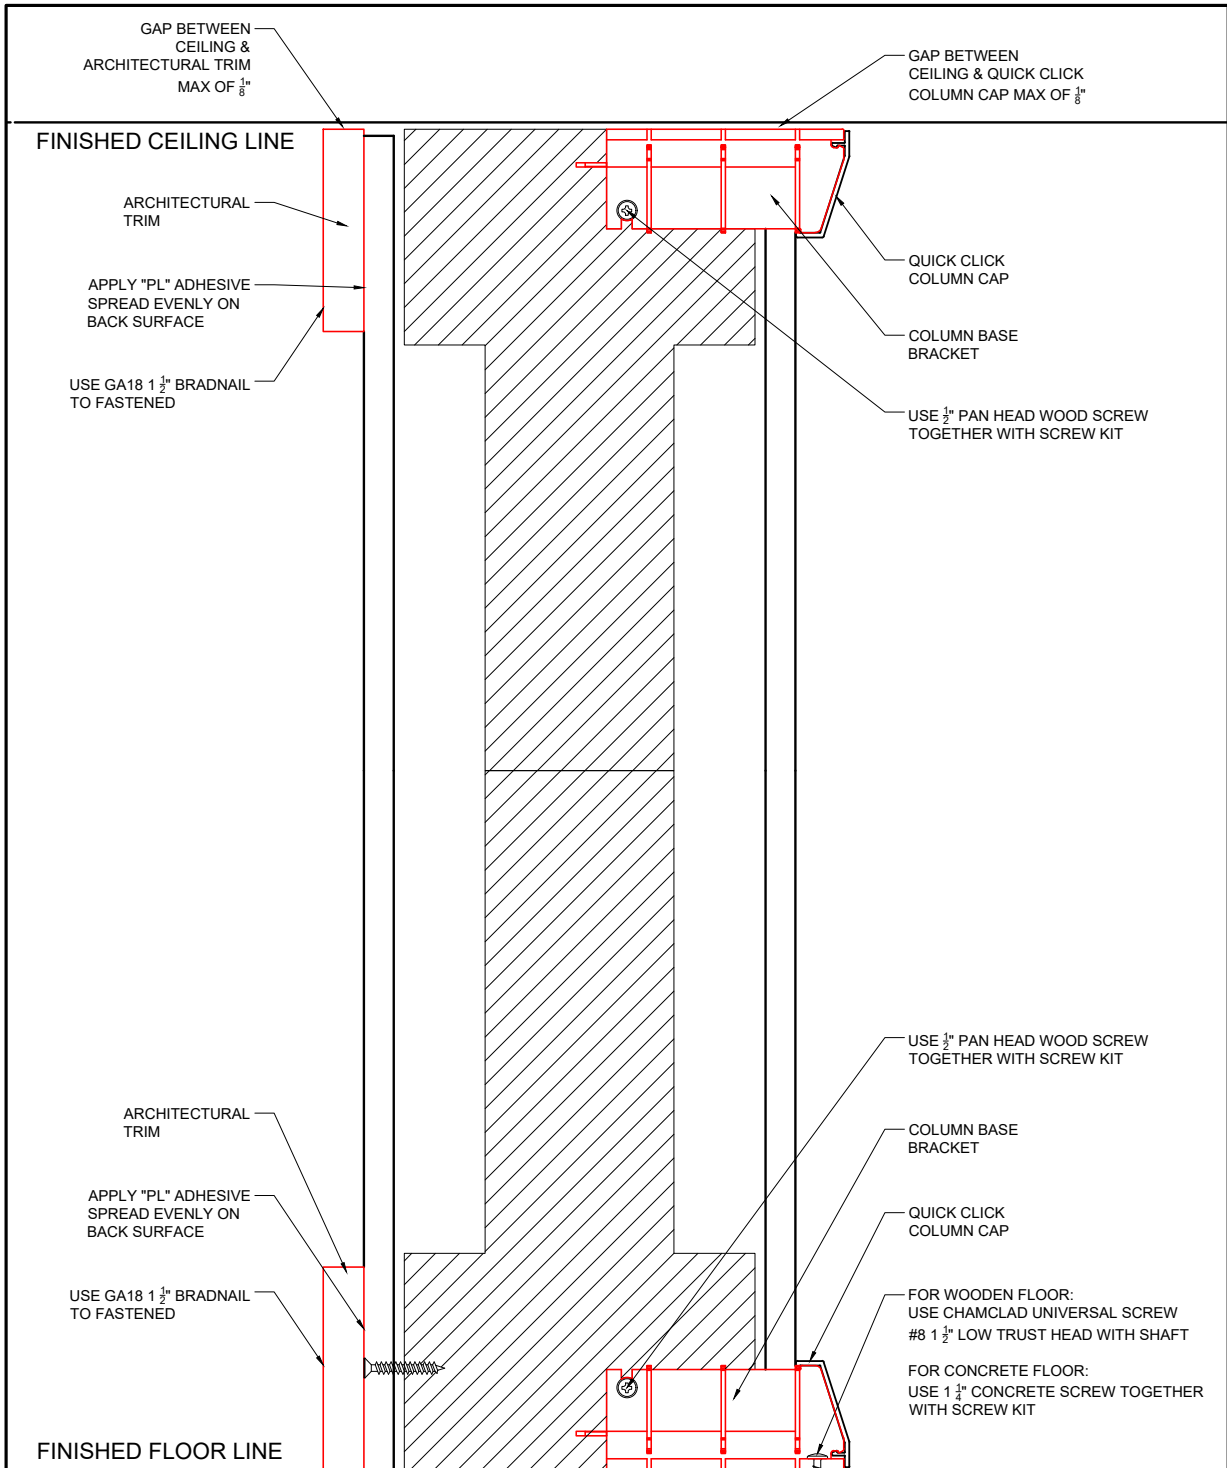 GAP BETWEEN
CEILING &
ARCHITECTURAL TRIM
MAX OF 1/8"
GAP BETWEEN
CEILING & QUICK CLICK
COLUMN CAP MAX OF 1/8"
FINISHED CEILING LINE
ARCHITECTURAL
TRIM
APPLY "PL" ADHESIVE
SPREAD EVENLY ON
BACK SURFACE
USE GA18 1 1/2" BRADNAIL
TO FASTENED
QUICK CLICK
COLUMN CAP
COLUMN BASE
BRACKET
USE 1/2" PAN HEAD WOOD SCREW
TOGETHER WITH SCREW KIT
USE 1/2" PAN HEAD WOOD SCREW
TOGETHER WITH SCREW KIT
ARCHITECTURAL
TRIM
APPLY "PL" ADHESIVE
SPREAD EVENLY ON
BACK SURFACE
USE GA18 1 1/2" BRADNAIL
TO FASTENED
COLUMN BASE
BRACKET
QUICK CLICK
COLUMN CAP
FOR WOODEN FLOOR:
USE CHAMCLAD UNIVERSAL SCREW
#8 1 1/2" LOW TRUST HEAD WITH SHAFT
FOR CONCRETE FLOOR:
USE 1 1/4" CONCRETE SCREW TOGETHER
WITH SCREW KIT
FINISHED FLOOR LINE